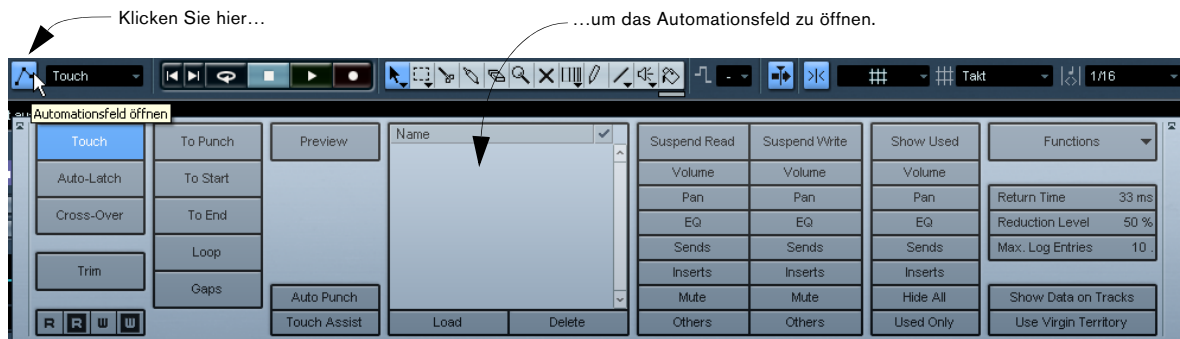 Klicken Sie hier…
…um das Automationsfeld zu öffnen.
Touch
- -
Takt
1/16
Automationsfeld öffnen
Touch
To Punch
Preview
Name
Suspend Read
Suspend Write
Show Used
Functions
Auto-Latch
To Start
Volume
Volume
Volume
Cross-Over
To End
Pan
Pan
Pan
Return Time 33 ms
EQ
EQ
EQ
Reduction Level 50 %
Loop
Sends
Sends
Sends
Max. Log Entries 10
Trim
Inserts
Inserts
Inserts
Gaps
Auto Punch
Mute
Mute
Hide All
Show Data on Tracks
R R W W
Touch Assist
Load
Delete
Others
Others
Used Only
Use Virgin Territory